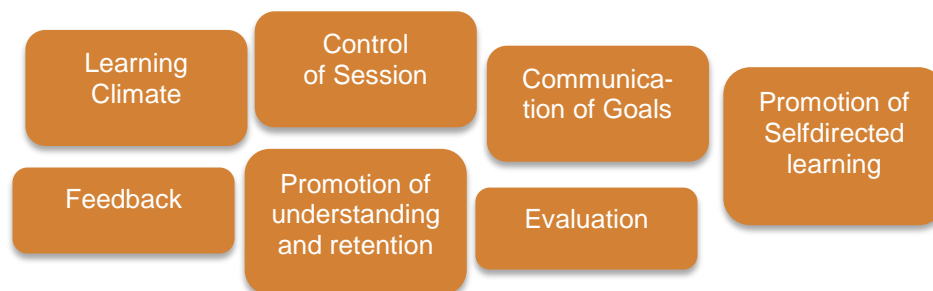 Learning
Climate
Control
of Session
Communica-
tion of Goals
Promotion of
Selfdirected
learning
Feedback
Promotion of
understanding
and retention
Evaluation